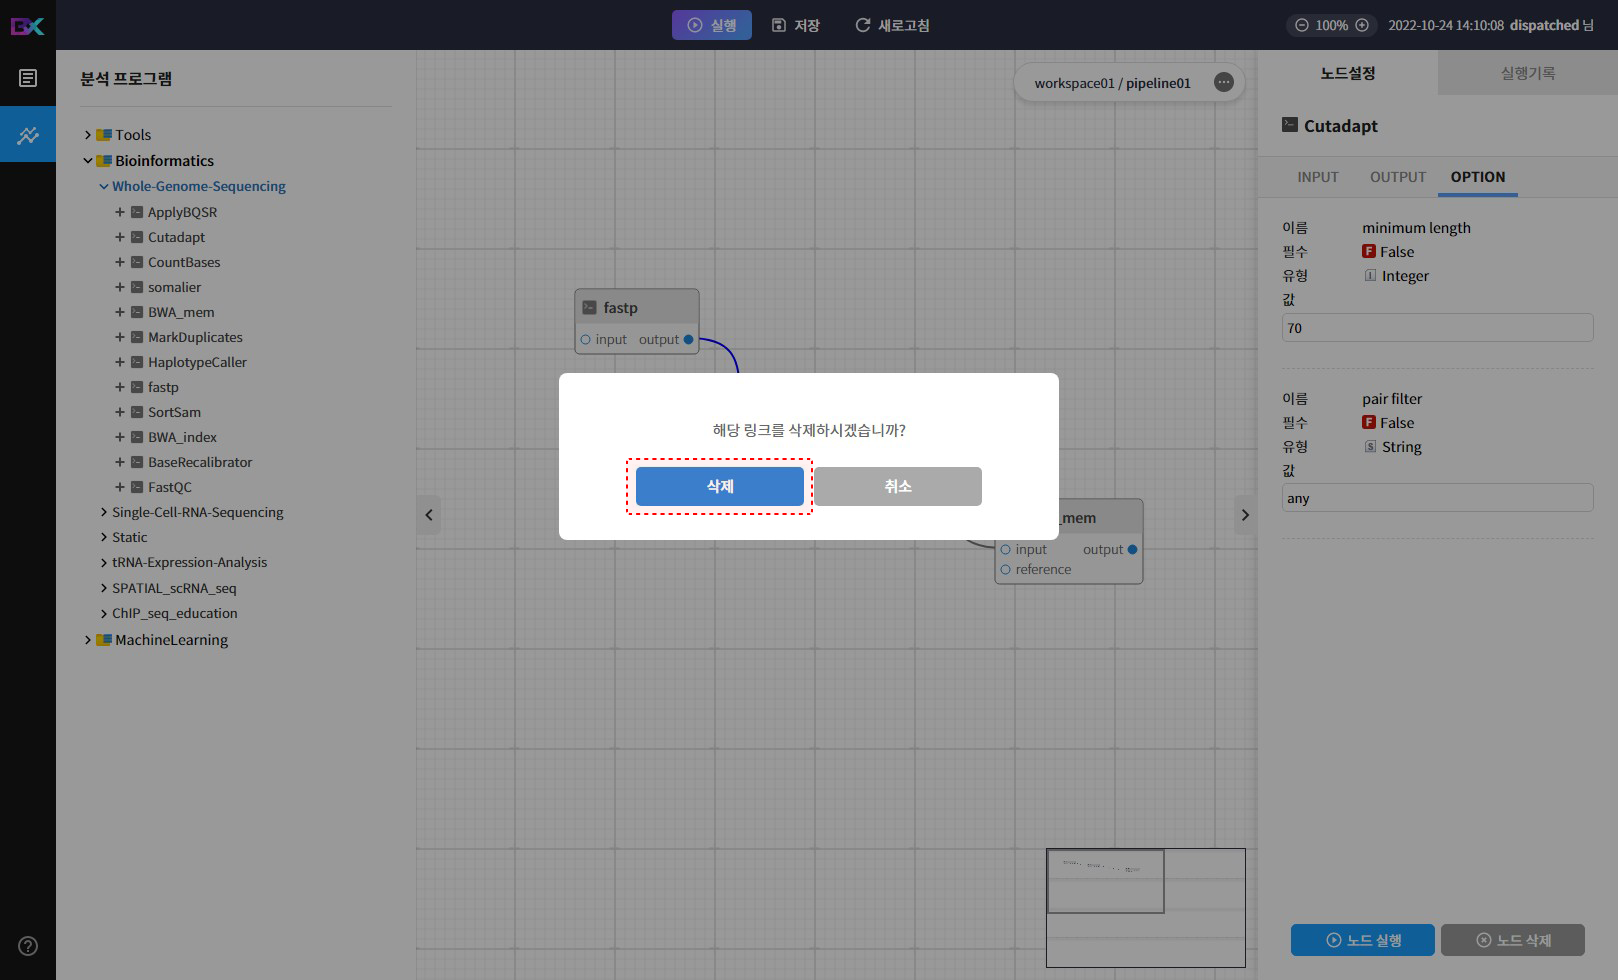 BX
실행
저장
새로고침
100%
2022-10-24 14:10:08 dispatched 님
분석 프로그램
Tools
Bioinformatics
Whole-Genome-Sequencing
ApplyBQSR
Cutadapt
CountBases
somalier
BWA_mem
MarkDuplicates
HaplotypeCaller
fastp
SortSam
BWA_index
BaseRecalibrator
FastQC
Single-Cell-RNA-Sequencing
Static
tRNA-Expression-Analysis
SPATIAL_scRNA_seq
ChIP_seq_education
MachineLearning
workspace01 / pipeline01
fastp
input output
해당 링크를 삭제하시겠습니까?
삭제
취소
_mem
input output
reference
노드설정
실행기록
Cutadapt
INPUT
OUTPUT
OPTION
이름 minimum length
필수 F False
유형 I Integer
값
70
이름 pair filter
필수 F False
유형 S String
값
any
노드 실행
노드 삭제